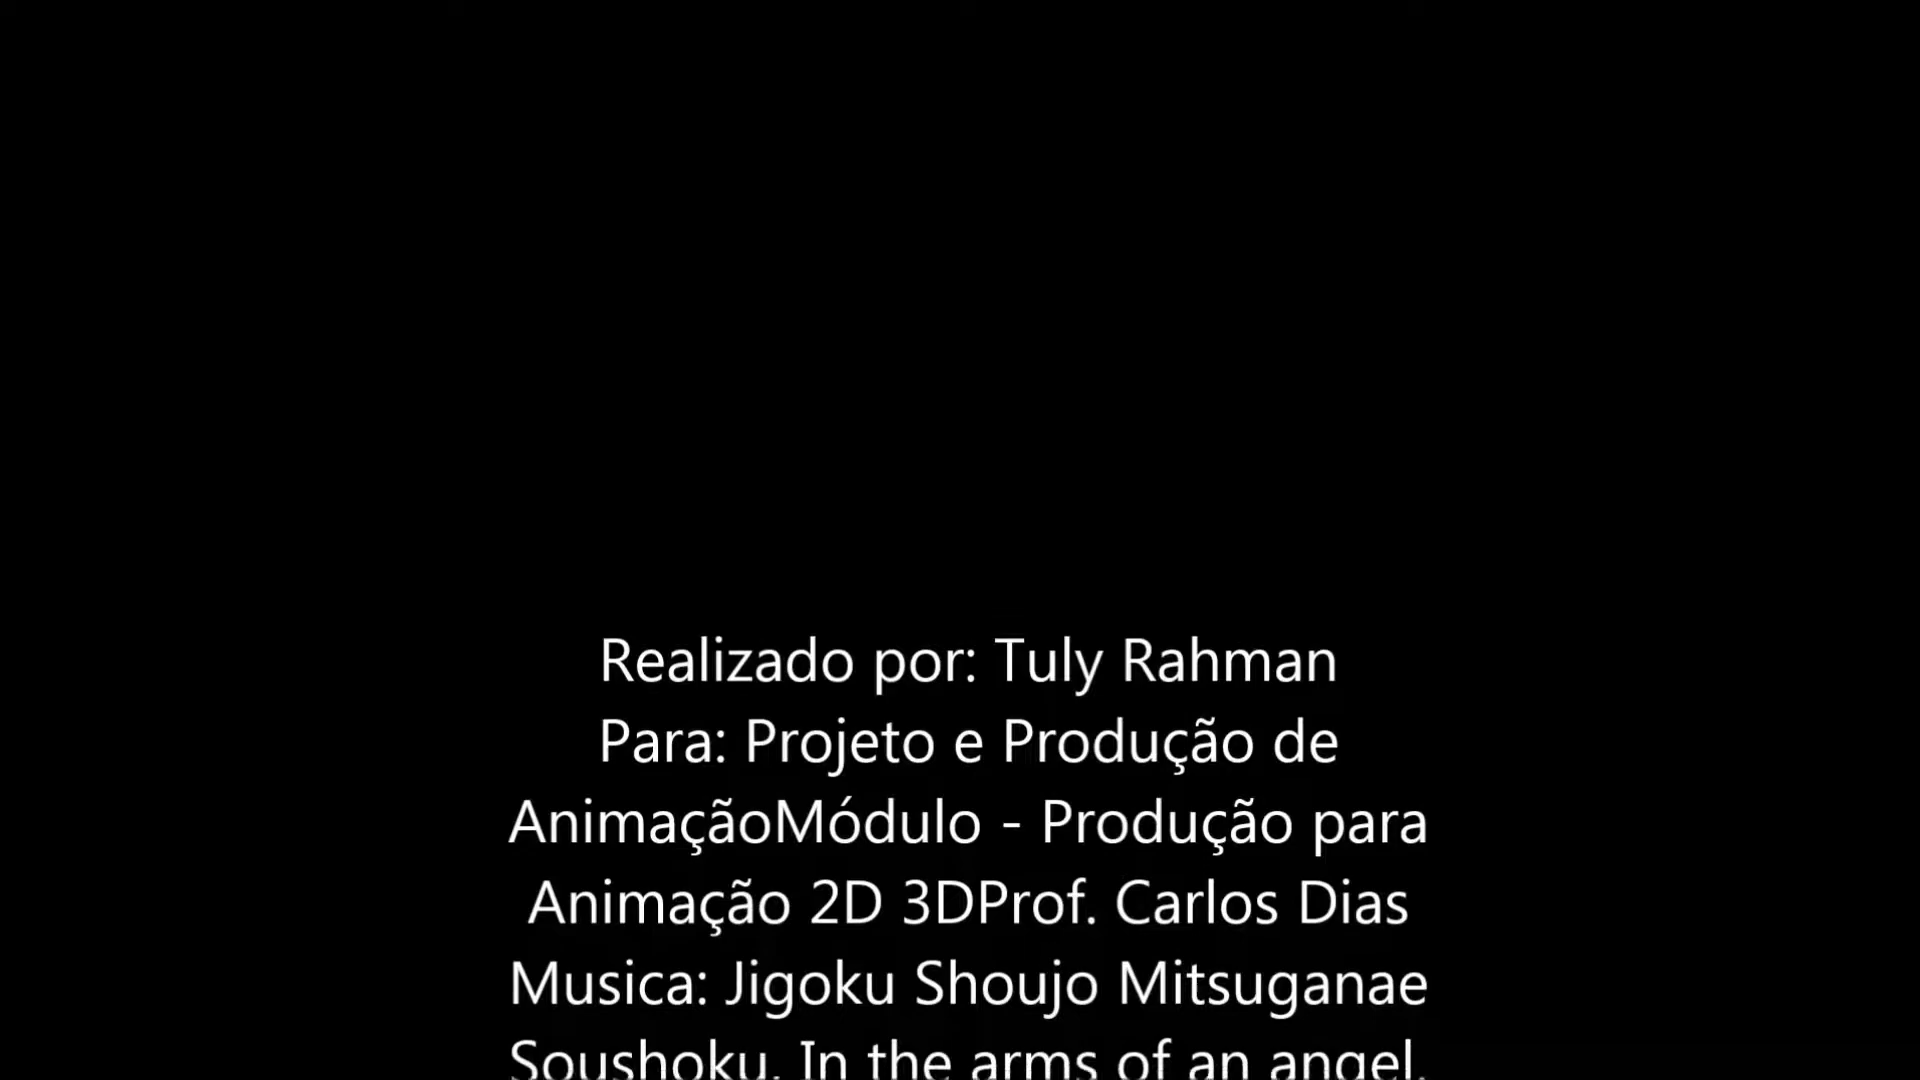 Realizado por: Tuly Rahman
Para: Projeto e Produção de
AnimaçãoMódulo - Produção para
Animação 2D 3DProf. Carlos Dias
Musica: Jigoku Shoujo Mitsuganae
Soushoku. In the arms of an angel.